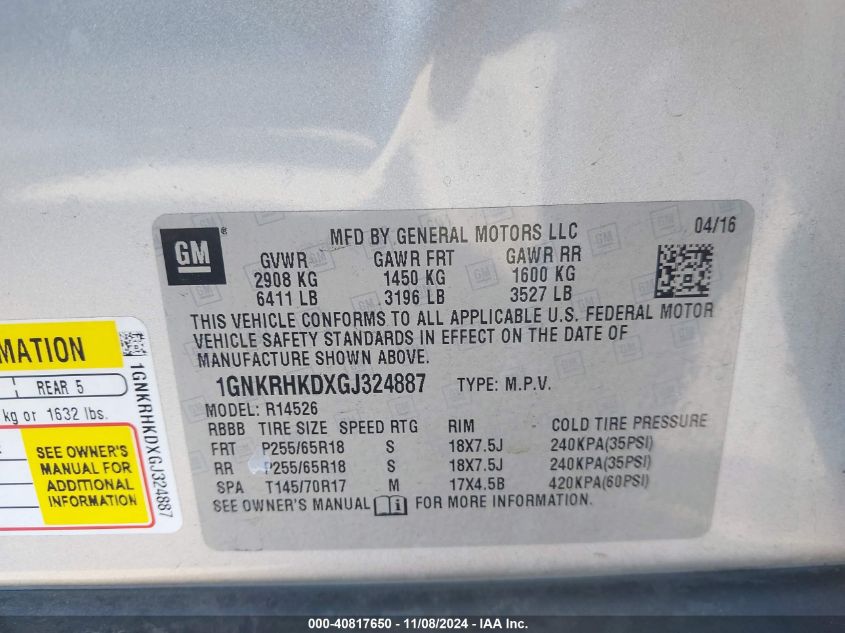 GM
®
MFD BY GENERAL MOTORS LLC
04/16
GVWR GAWR FRT GAWR RR
2908 KG 1450 KG 1600 KG
6411 LB 3196 LB 3527 LB
THIS VEHICLE CONFORMS TO ALL APPLICABLE U.S. FEDERAL MOTOR
VEHICLE SAFETY STANDARDS IN EFFECT ON THE DATE OF
MANUFACTURE SHOWN ABOVE.
1GNKRHKDXGJ324887 TYPE: M.P.V.
MODEL: R14526
RBBB TIRE SIZE SPEED RTG RIM COLD TIRE PRESSURE
FRT P255/65R18 S 18X7.5J 240KPA(35PSI)
RR P255/65R18 S 18X7.5J 240KPA(35PSI)
SPA T145/70R17 M 17X4.5B 420KPA(60PSI)
SEE OWNER'S MANUAL i FOR MORE INFORMATION.
MATION
REAR 5
kg or 1632 lbs.
SEE OWNER'S
MANUAL FOR
ADDITIONAL
INFORMATION
1GNKRHKDXGJ324887
000-40817650 - 11/08/2024 - IAA Inc.